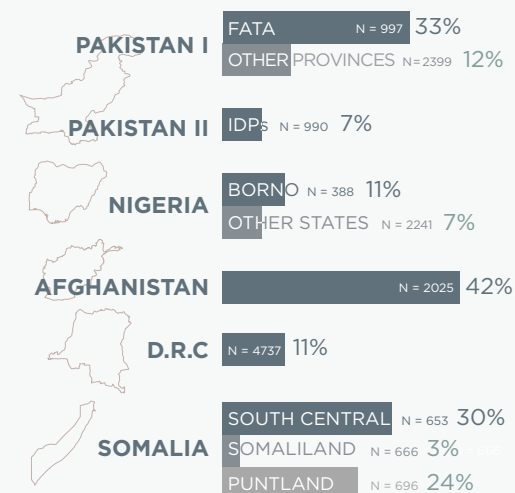 PAKISTAN I
FATA N = 997 33%
OTHER PROVINCES N=2399 12%
PAKISTAN II
IDPs N = 990 7%
NIGERIA
BORNO N = 388 11%
OTHER STATES N = 2241 7%
AFGHANISTAN
N = 2025 42%
D.R.C
N = 4737 11%
SOMALIA
SOUTH CENTRAL N = 653 30%
SOMALILAND N = 666 3%
PUNTLAND N = 696 24%